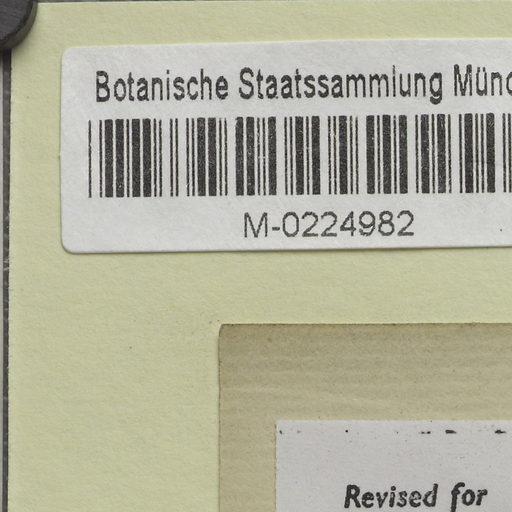 Botanische Staatssammlung Münc
M-0224982
Revised for